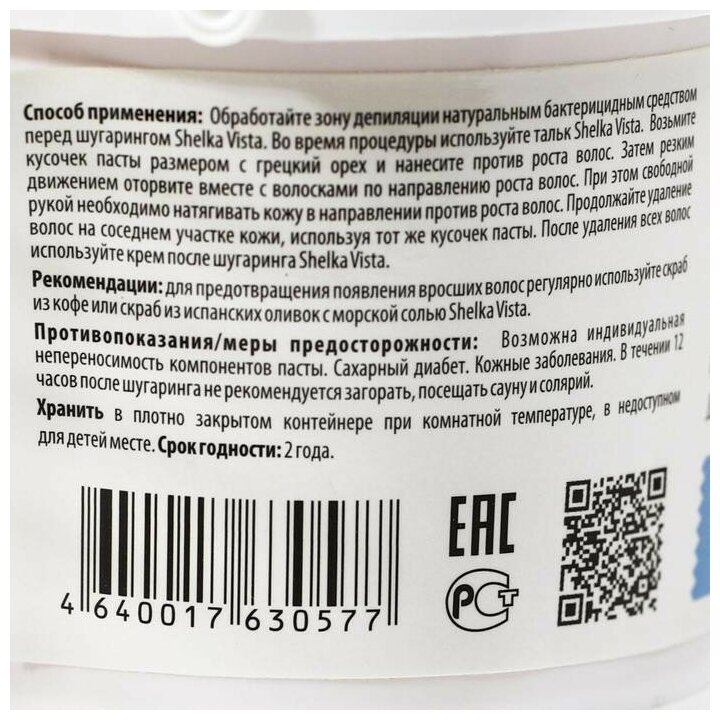 Способ применения: Обработайте зону депиляции натуральным бактерицидным средством
перед шугарингом Shelka Vista. Во время процедуры используйте тальк Shelka Vista. Возьмите
кусочек пасты размером с грецкий орех и нанесите против роста волос. Затем резким
движением оторвите вместе с волосками по направлению роста волос. При этом свободной
рукой необходимо натягивать кожу в направлении против роста волос. Продолжайте удаление
волос на соседнем участке кожи, используя тот же кусочек пасты. После удаления всех волос
используйте крем после шугаринга Shelka Vista.
Рекомендации: для предотвращения появления вросших волос регулярно используйте скраб
из кофе или скраб из испанских оливок с морской солью Shelka Vista.
Противопоказания/меры предосторожности: Возможна индивидуальная
непереносимость компонентов пасты. Сахарный диабет. Кожные заболевания. В течении 12
часов после шугаринга не рекомендуется загорать, посещать сауну и солярий.
Хранить в плотно закрытом контейнере при комнатной температуре, в недоступном
для детей месте. Срок годности: 2 года.
ЕАС
РСТ
4 640017 630577